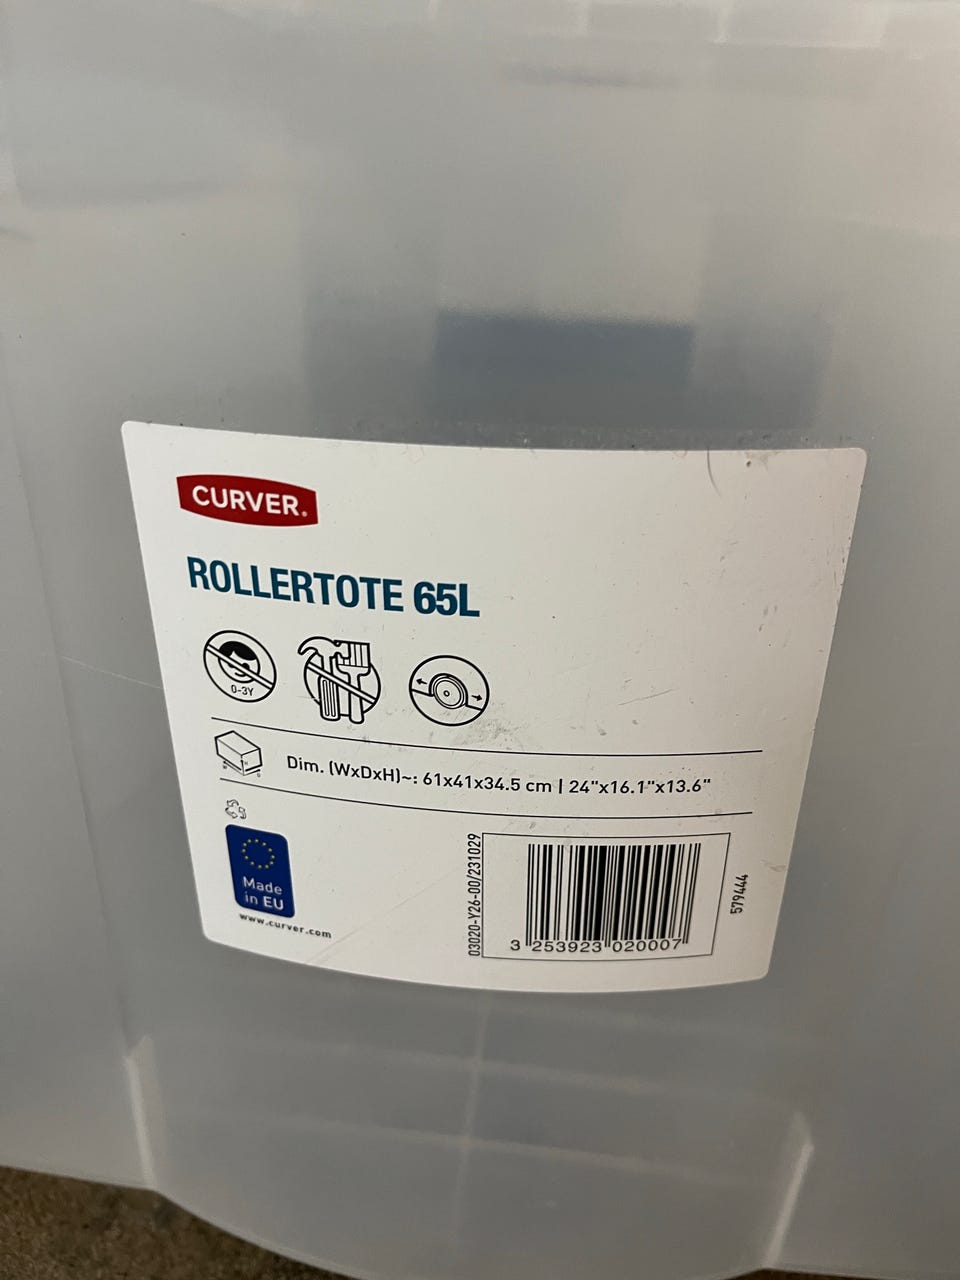 CURVER.
ROLLERTOTE 65L
0-3Y
Dim. (WxDxH)~: 61x41x34.5 cm | 24"x16.1"x13.6"
Made
in EU
www.curver.com
03020-Y26-00/231029
3 253923 020007
579444